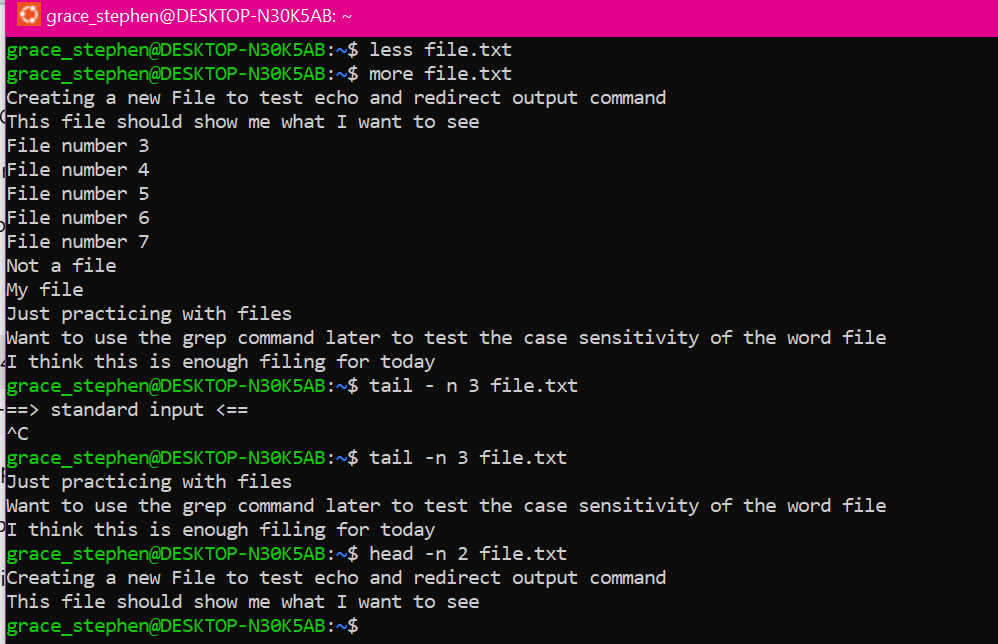 grace_stephen@DESKTOP-N30K5AB: ~
grace_stephen@DESKTOP-N30K5AB:~$ less file.txt
grace_stephen@DESKTOP-N30K5AB:~$ more file.txt
Creating a new File to test echo and redirect output command
This file should show me what I want to see
File number 3
File number 4
File number 5
File number 6
File number 7
Not a file
My file
Just practicing with files
Want to use the grep command later to test the case sensitivity of the word file
I think this is enough filing for today
grace_stephen@DESKTOP-N30K5AB:~$ tail - n 3 file.txt
==> standard input <==
^C
grace_stephen@DESKTOP-N30K5AB:~$ tail -n 3 file.txt
Just practicing with files
Want to use the grep command later to test the case sensitivity of the word file
I think this is enough filing for today
grace_stephen@DESKTOP-N30K5AB:~$ head -n 2 file.txt
Creating a new File to test echo and redirect output command
This file should show me what I want to see
grace_stephen@DESKTOP-N30K5AB:~$